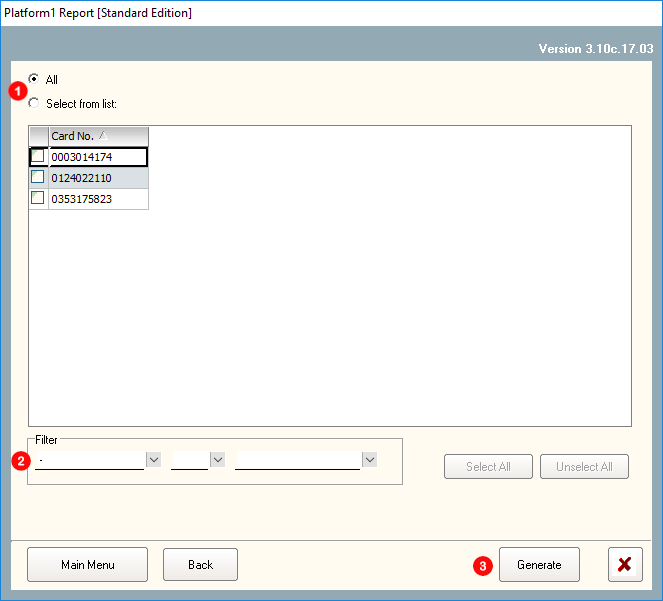 Platform1 Report [Standard Edition]
Version 3.10c.17.03
1
All
Select from list:
Card No.
0003014174
0124022110
0353175823
Filter
2
-
Select All
Unselect All
Main Menu
Back
3
Generate